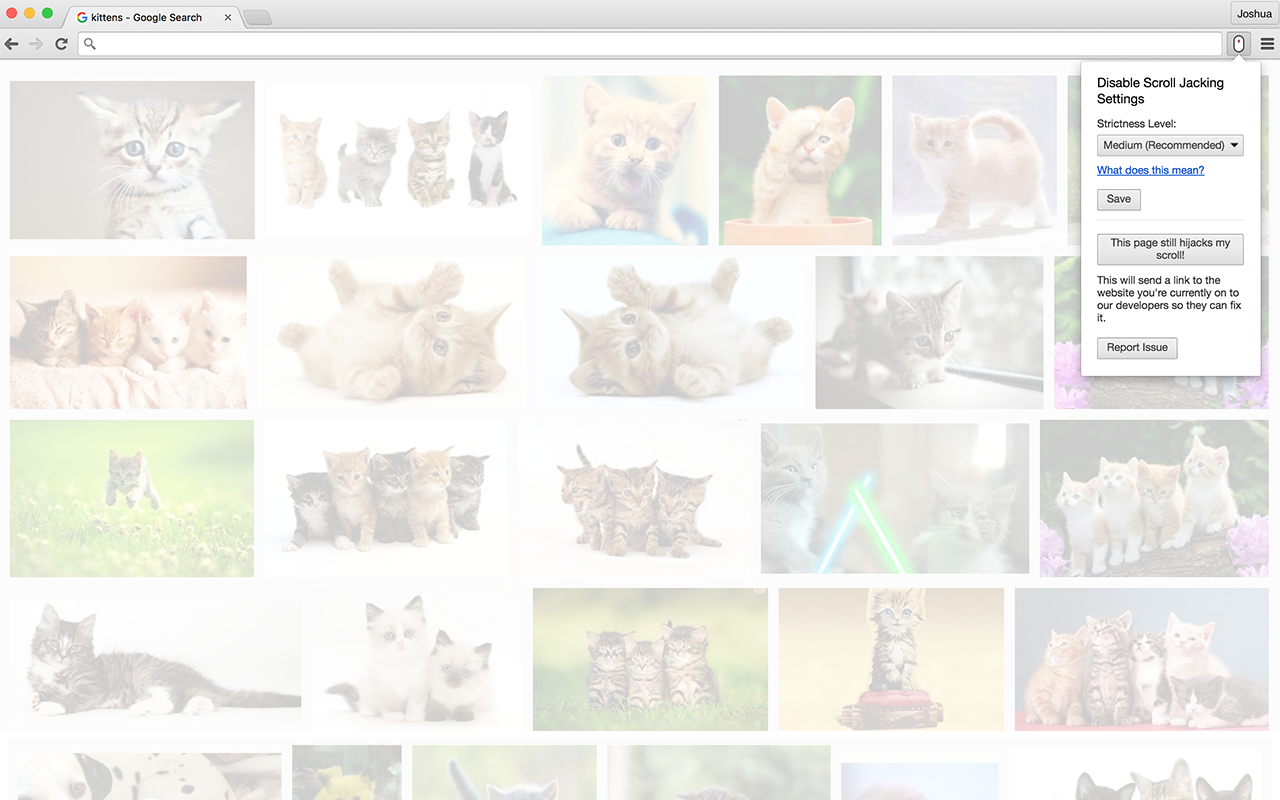 kittens - Google Search
Joshua
Disable Scroll Jacking
Settings
Strictness Level:
Medium (Recommended)
What does this mean?
Save
This page still hijacks my
scroll!
This will send a link to the
website you're currently on to
our developers so they can fix
it.
Report Issue